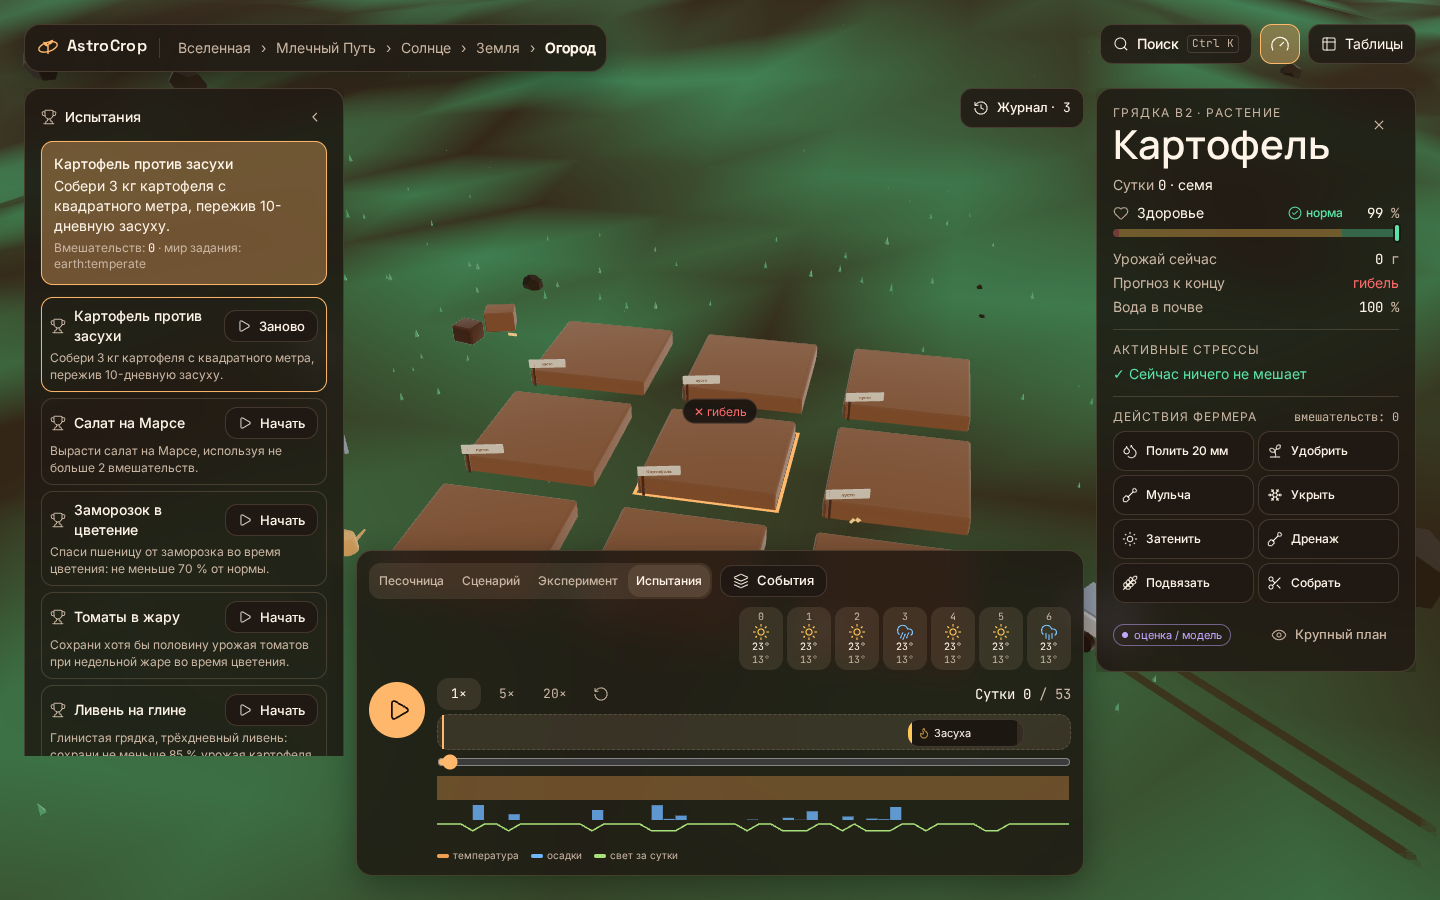 AstroCrop
Вселенная › Млечный Путь › Солнце › Земля › Огород
Поиск Ctrl K
Таблицы
Испытания
Картофель против засухи
Собери 3 кг картофеля с
квадратного метра, пережив 10-
дневную засуху.
Вмешательств: 0 · мир задания:
earth:temperate
Картофель против
засухи
Заново
Собери 3 кг картофеля с квадратного метра,
пережив 10-дневную засуху.
Салат на Марсе
Начать
Вырасти салат на Марсе, используя не
больше 2 вмешательств.
Заморозок в
цветение
Начать
Спаси пшеницу от заморозка во время
цветения: не меньше 70 % от нормы.
Томаты в жару
Начать
Сохрани хотя бы половину урожая томатов
при недельной жаре во время цветения.
Ливень на глине
Начать
Глинистая грядка, трёхдневный ливень:
сохрани не меньше 85 % урожая картофеля
Журнал · 3
✕ гибель
Песочница Сценарий Эксперимент Испытания События
0 1 2 3 4 5 6
23° 23° 23° 23° 23° 23° 23°
13° 13° 13° 13° 13° 13° 13°
1× 5× 20×
Сутки 0 / 53
Засуха
температура осадки свет за сутки
ГРЯДКА B2 · РАСТЕНИЕ
Картофель
Сутки 0 · семя
Здоровье норма 99 %
Урожай сейчас 0 г
Прогноз к концу гибель
Вода в почве 100 %
АКТИВНЫЕ СТРЕССЫ
✓ Сейчас ничего не мешает
ДЕЙСТВИЯ ФЕРМЕРА вмешательств: 0
Полить 20 мм Удобрить
Мульча Укрыть
Затенить Дренаж
Подвязать Собрать
оценка / модель Крупный план